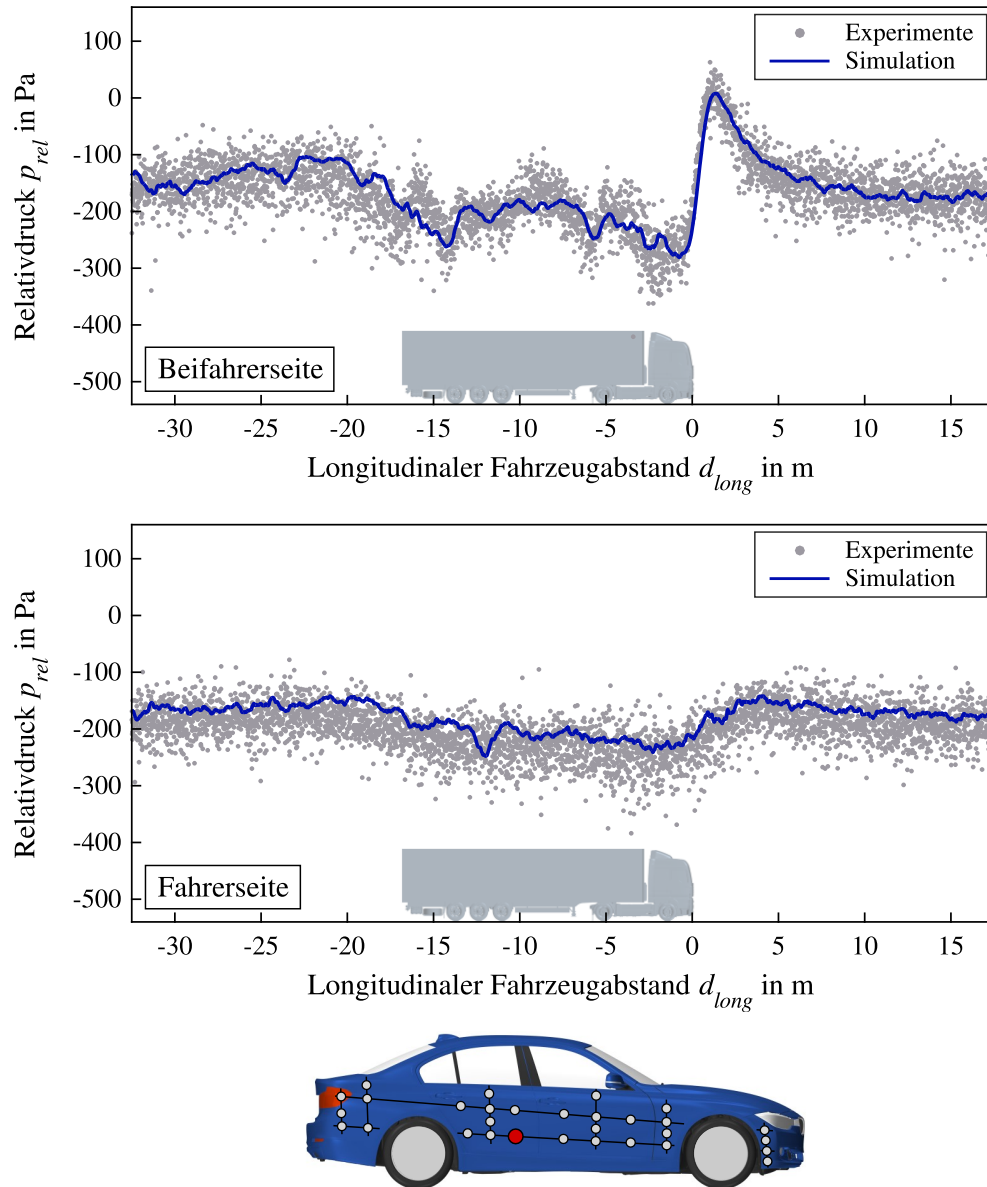 Relativdruck p_rel in Pa
100
0
-100
-200
-300
-400
-500
Experimente
Simulation
Beifahrerseite
-30 -25 -20 -15 -10 -5 0 5 10 15
Longitudinaler Fahrzeugabstand d_long in m
Relativdruck p_rel in Pa
100
0
-100
-200
-300
-400
-500
Experimente
Simulation
Fahrerseite
-30 -25 -20 -15 -10 -5 0 5 10 15
Longitudinaler Fahrzeugabstand d_long in m